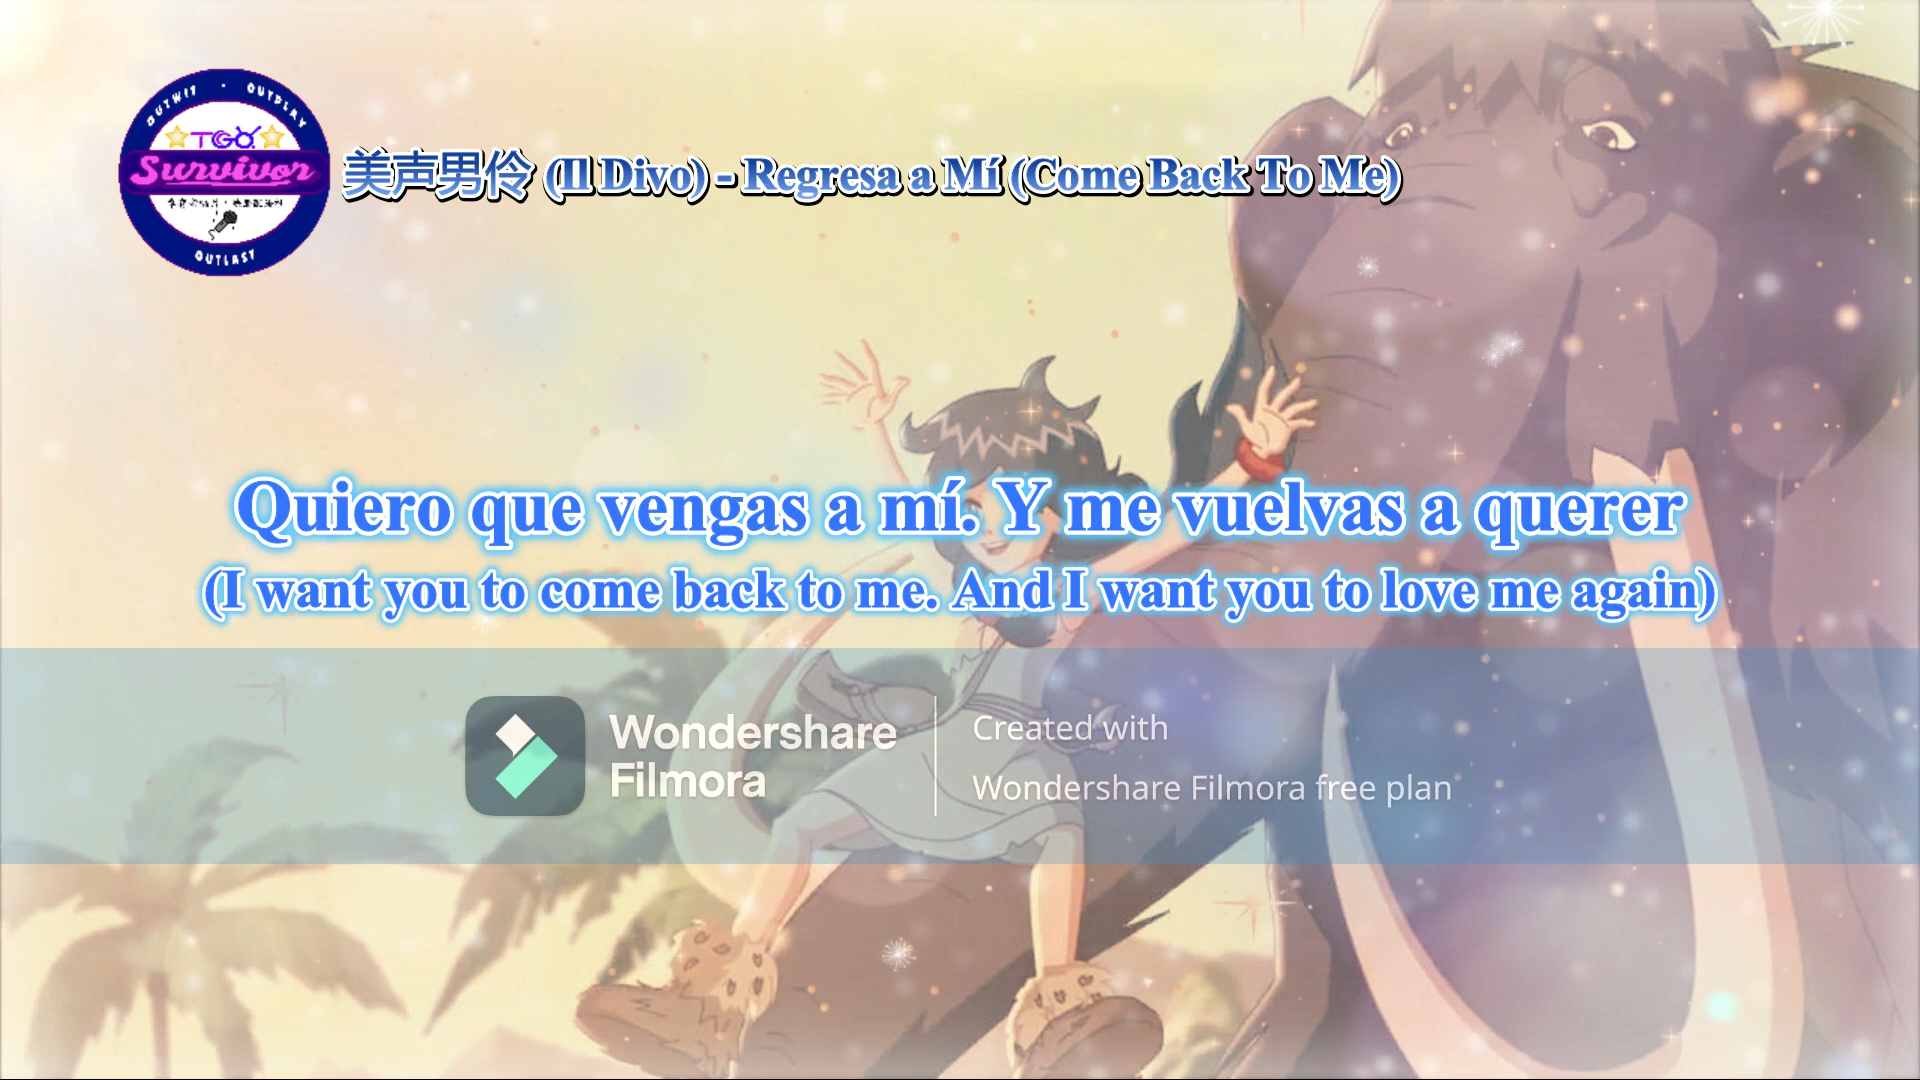 OUTWIT · OUTPLAY
TGO
Survivor
OUTLAST
美声男伶 (Il Divo) - Regresa a Mí (Come Back To Me)
Quiero que vengas a mí. Y me vuelvas a querer
(I want you to come back to me. And I want you to love me again)
Wondershare
Filmora
Created with
Wondershare Filmora free plan